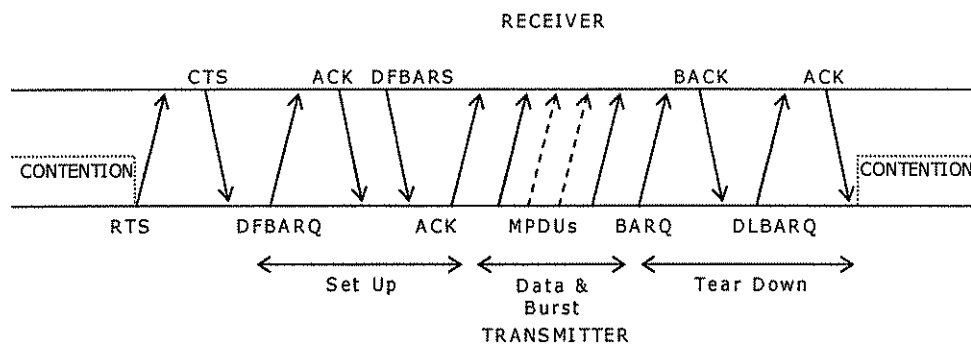 RECEIVER
CTS ACK DFBARS BACK ACK
CONTENTION CONTENTION
RTS DFBARQ ACK MPDUs BARQ DLBARQ
Set Up Data & Tear Down
Burst
TRANSMITTER